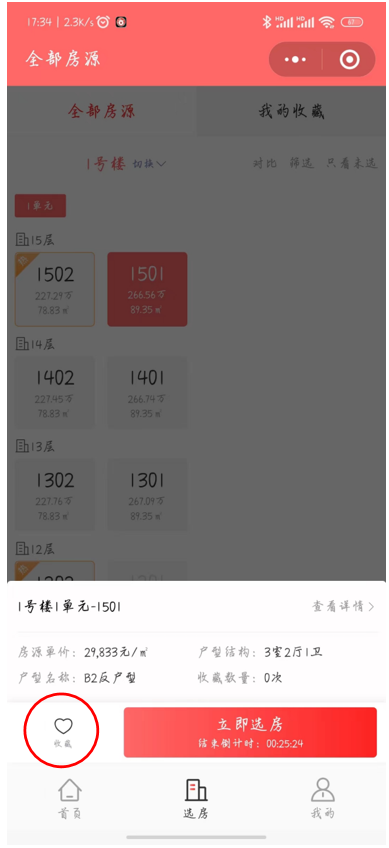 17:34 | 2.3K/s
全部房源
全部房源 我的收藏
1号楼 切换 对比 筛选 只看未选
1单元
15层
1502 1501
227.29万 266.56万
78.83㎡ 89.35㎡
14层
1402 1401
227.45万 266.74万
78.83㎡ 89.35㎡
13层
1302 1301
227.76万 267.09万
78.83㎡ 89.35㎡
12层
1号楼1单元-1501 查看详情
房源单价: 29,833元/㎡ 户型结构: 3室2厅1卫
户型名称: B2反户型 收藏数量: 0次
收藏 立即选房
结束倒计时: 00:25:24
首页 选房 我的